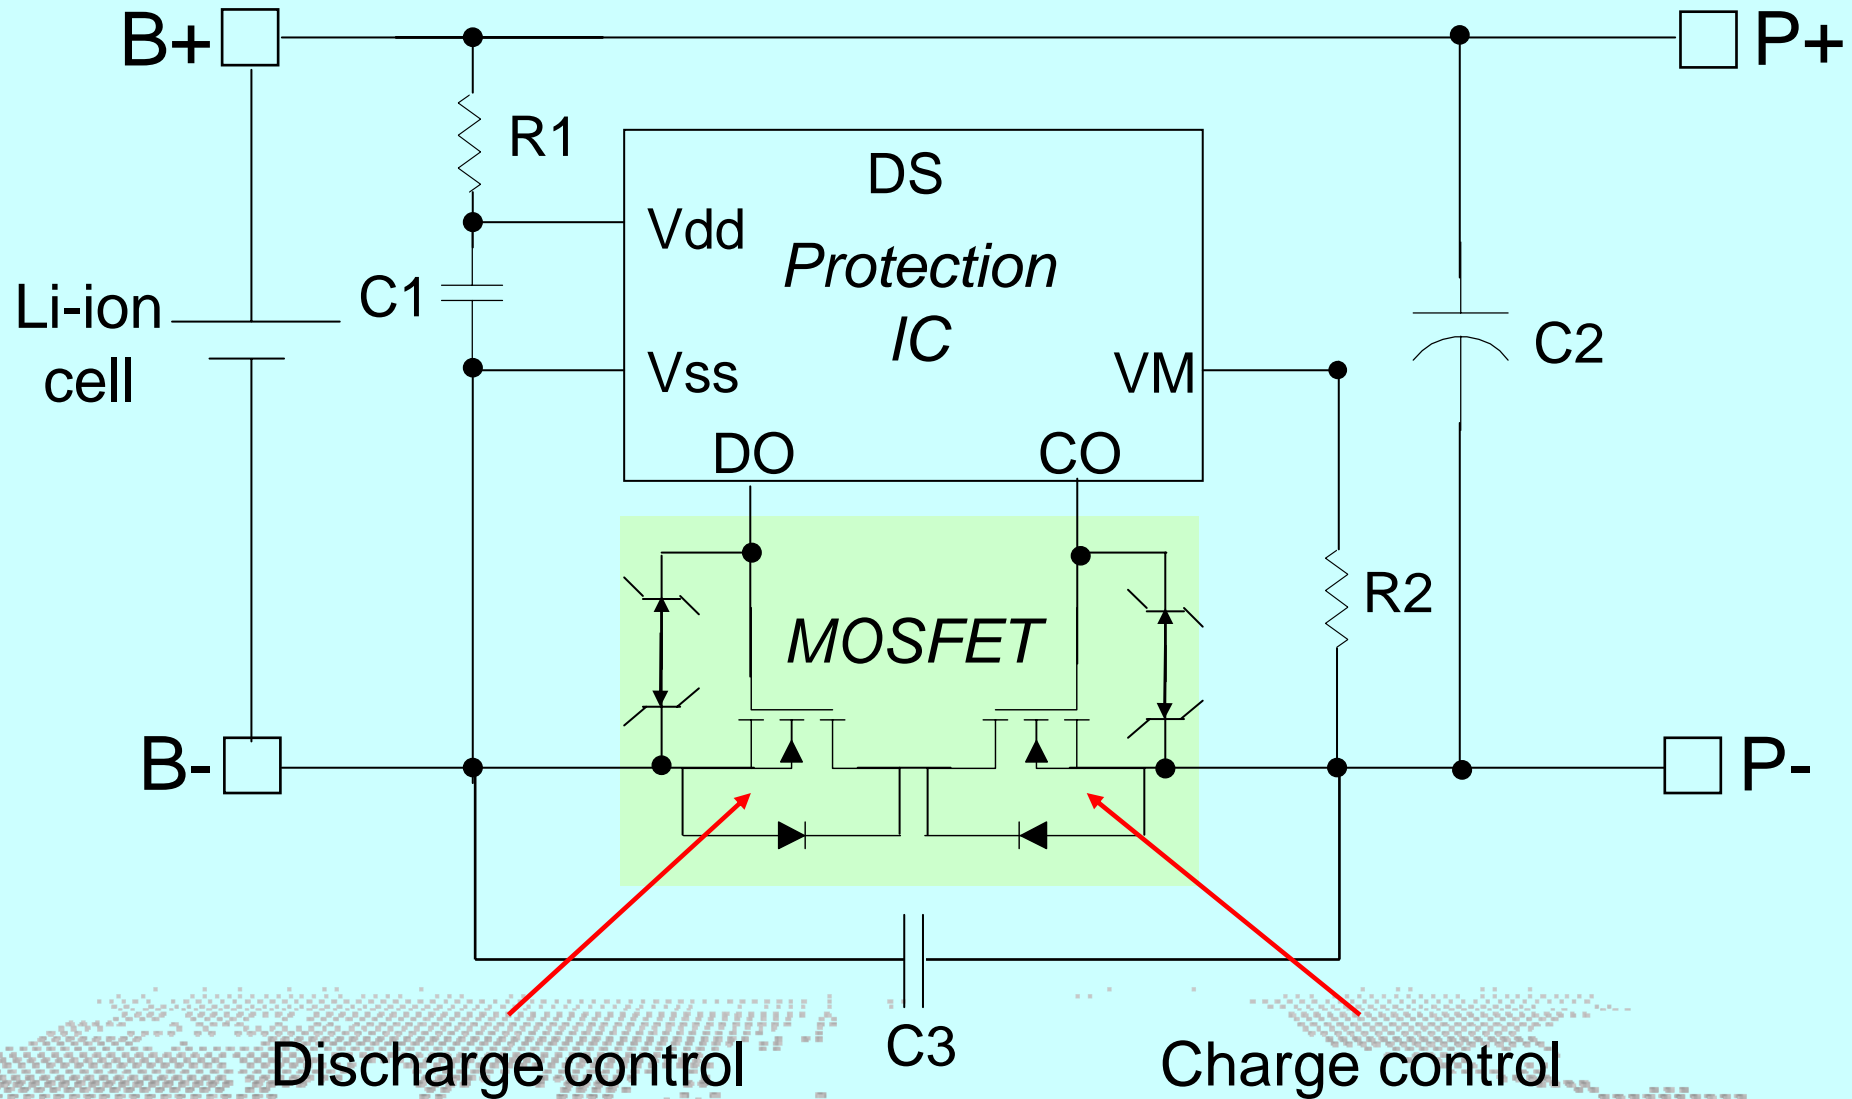 B+
P+
R1
DS
Vdd
Protection
IC
Li-ion
cell
C1
C2
Vss
VM
DO
CO
R2
MOSFET
B-
P-
C3
Discharge control
Charge control